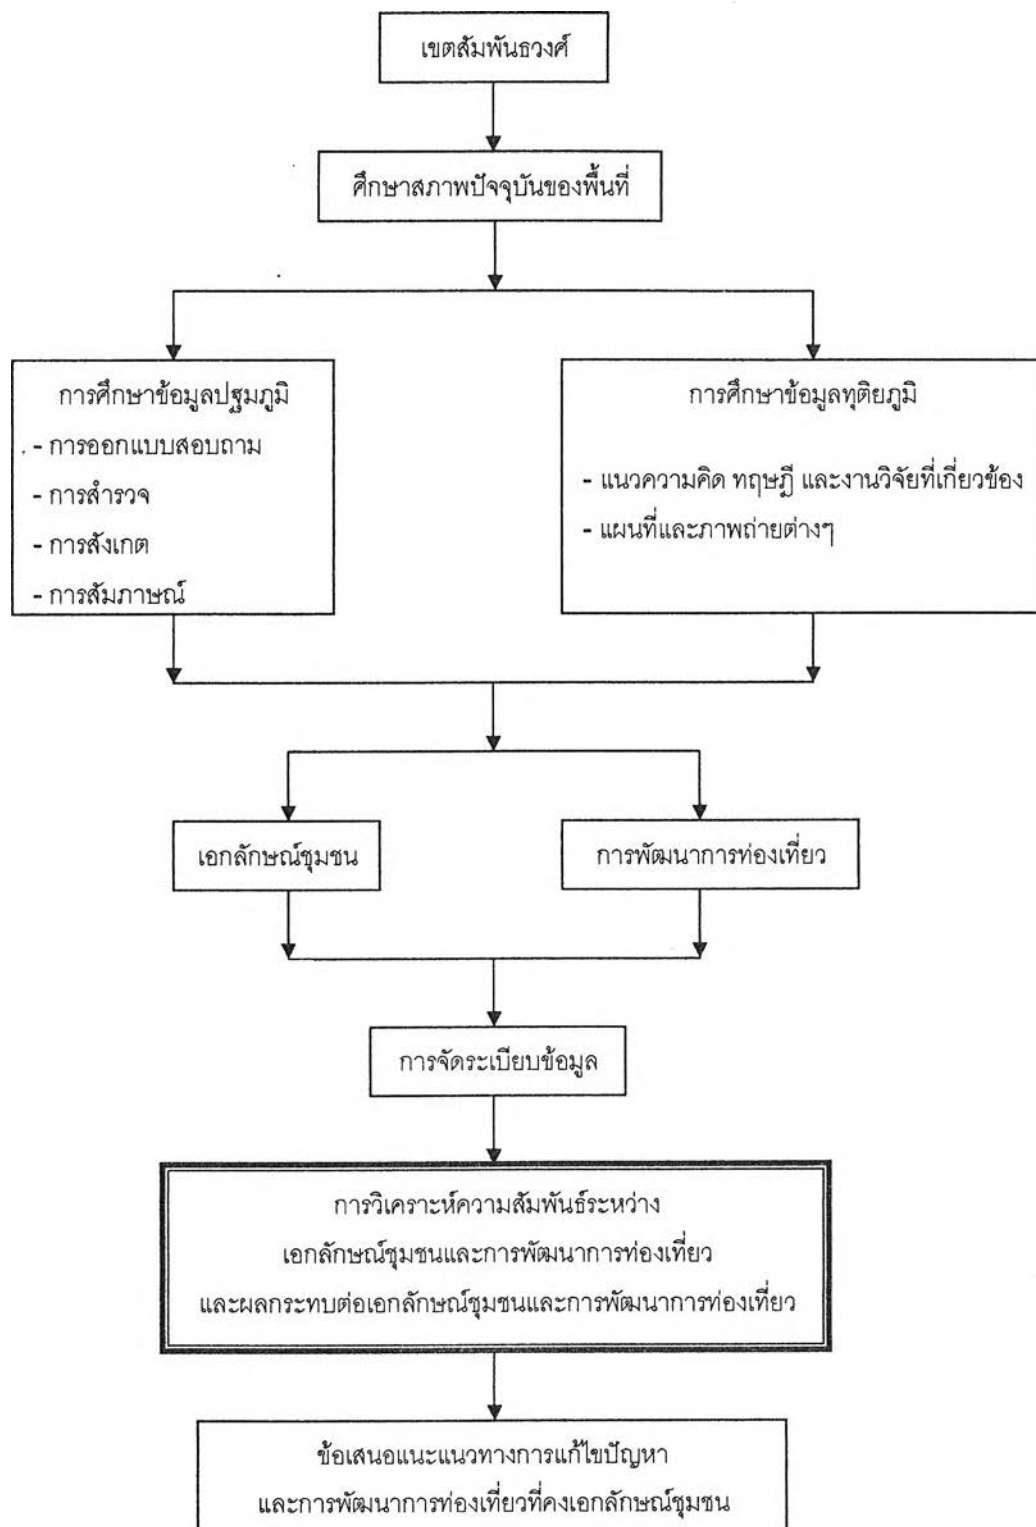 เขตสัมพันธวงศ์
ศึกษาสภาพปัจจุบันของพื้นที่
การศึกษาข้อมูลปฐมภูมิ
- การออกแบบสอบถาม
- การสำรวจ
- การสังเกต
- การสัมภาษณ์
การศึกษาข้อมูลทุติยภูมิ
- แนวความคิด ทฤษฎี และงานวิจัยที่เกี่ยวข้อง
- แผนที่และภาพถ่ายต่างๆ
เอกลักษณ์ชุมชน
การพัฒนาการท่องเที่ยว
การจัดระเบียบข้อมูล
การวิเคราะห์ความสัมพันธ์ระหว่าง
เอกลักษณ์ชุมชนและการพัฒนาการท่องเที่ยว
และผลกระทบต่อเอกลักษณ์ชุมชนและการพัฒนาการท่องเที่ยว
ข้อเสนอแนะแนวทางการแก้ไขปัญหา
และการพัฒนาการท่องเที่ยวที่คงเอกลักษณ์ชุมชน